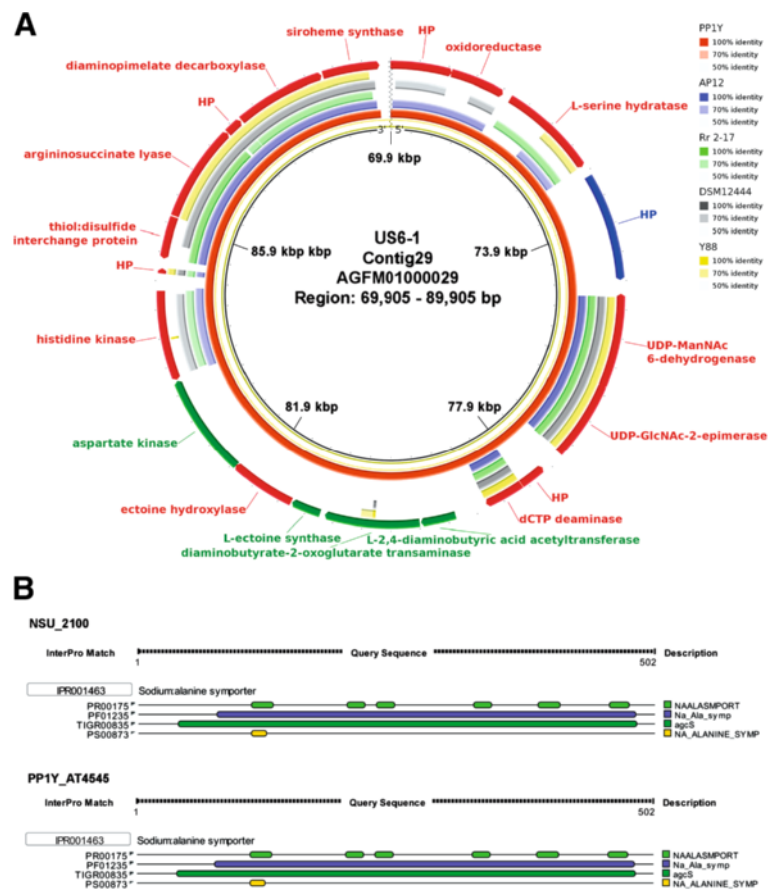 A
siroheme synthase
HP
oxidoreductase
diaminopimelate decarboxylase
HP
L-serine hydratase
argininosuccinate lyase
3'
5'
69.9 kbp
thiol:disulfide
interchange protein
HP
US6-1
Contig29
AGFM01000029
Region: 69,905 - 89,905 bp
85.9 kbp kbp
73.9 kbp
HP
histidine kinase
UDP-ManNAc
6-dehydrogenase
81.9 kbp
77.9 kbp
aspartate kinase
UDP-GlcNAc-2-epimerase
HP
ectoine hydroxylase
dCTP deaminase
L-ectoine synthase
L-2,4-diaminobutyric acid acetyltransferase
diaminobutyrate-2-oxoglutarate transaminase
PP1Y
100% identity
70% identity
50% identity
AP12
100% identity
70% identity
50% identity
Rr 2-17
100% identity
70% identity
50% identity
DSM12444
100% identity
70% identity
50% identity
Y88
100% identity
70% identity
50% identity
B
NSU_2100
InterPro Match Query Sequence Description
1 502
IPR001463 Sodium:alanine symporter
PR00175 NAALASMPORT
PF01235 Na_Ala_symp
TIGR00835 agcS
PS00873 NA_ALANINE_SYMP
PP1Y_AT4545
InterPro Match Query Sequence Description
1 502
IPR001463 Sodium:alanine symporter
PR00175 NAALASMPORT
PF01235 Na_Ala_symp
TIGR00835 agcS
PS00873 NA_ALANINE_SYMP